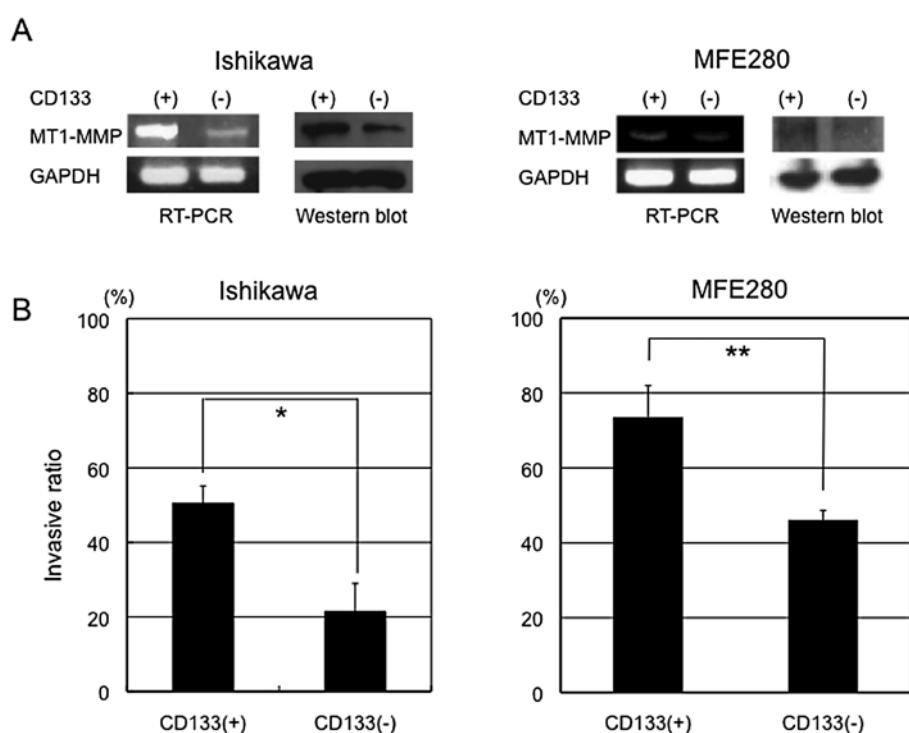 A
Ishikawa
MFE280
CD133 (+) (-) (+) (-)
CD133 (+) (-) (+) (-)
MT1-MMP
MT1-MMP
GAPDH
GAPDH
RT-PCR Western blot
RT-PCR Western blot
B
(%) Ishikawa
(%) MFE280
Invasive ratio
100
80
60
40
20
0
*
CD133(+) CD133(-)
100
80
60
40
20
0
**
CD133(+) CD133(-)